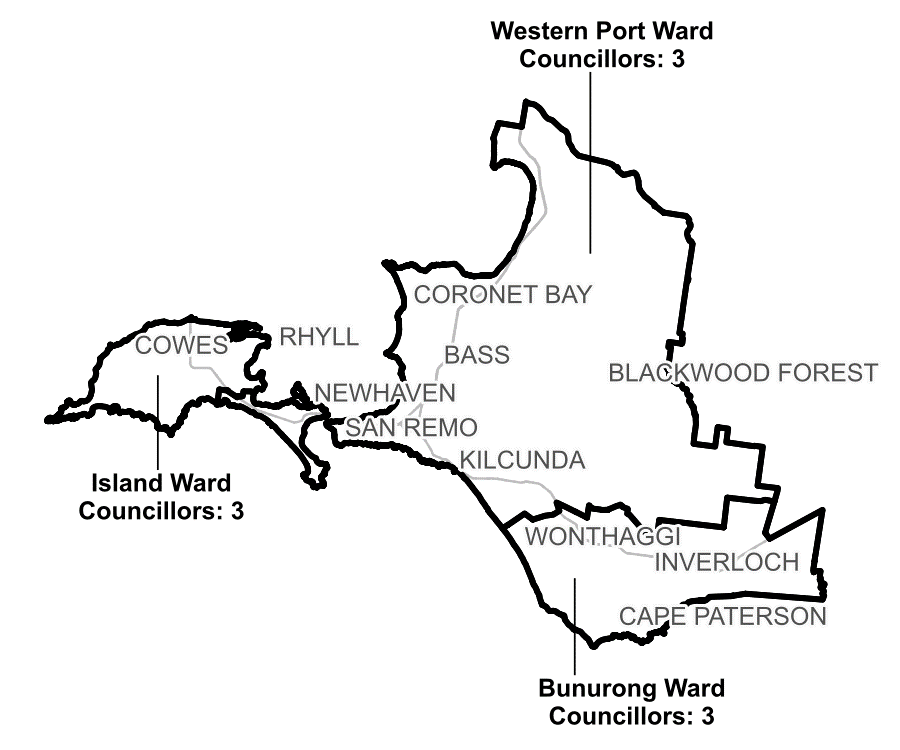 Western Port Ward
Councillors: 3
CORONET BAY
RHYLL
COWES
BASS
BLACKWOOD FOREST
NEWHAVEN
SAN REMO
KILCUNDA
Island Ward
Councillors: 3
WONTHAGGI
INVERLOCH
CAPE PATERSON
Bunurong Ward
Councillors: 3